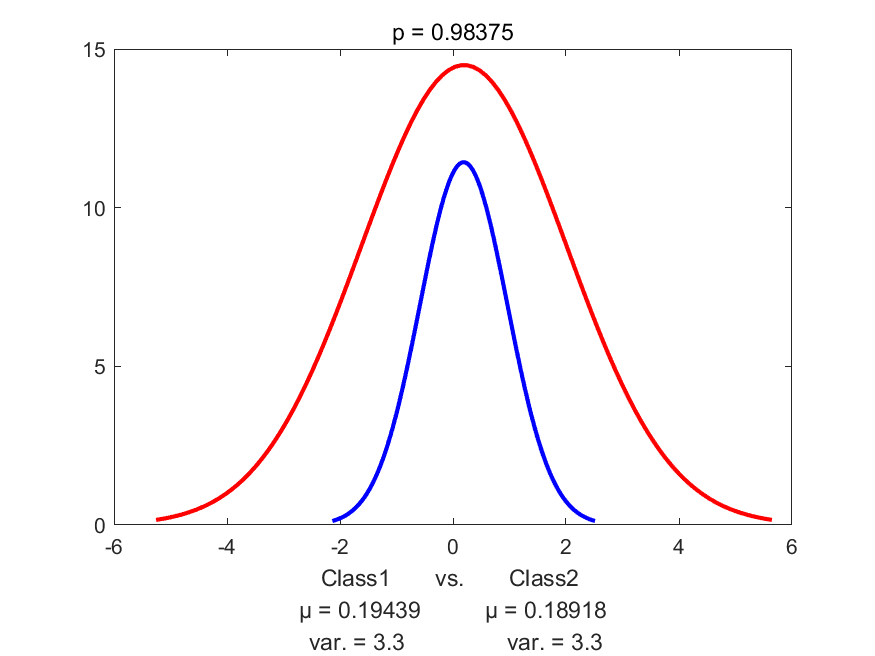 p = 0.98375
15
10
5
0
-6 -4 -2 0 2 4 6
Class1 vs. Class2
μ = 0.19439 μ = 0.18918
var. = 3.3 var. = 3.3